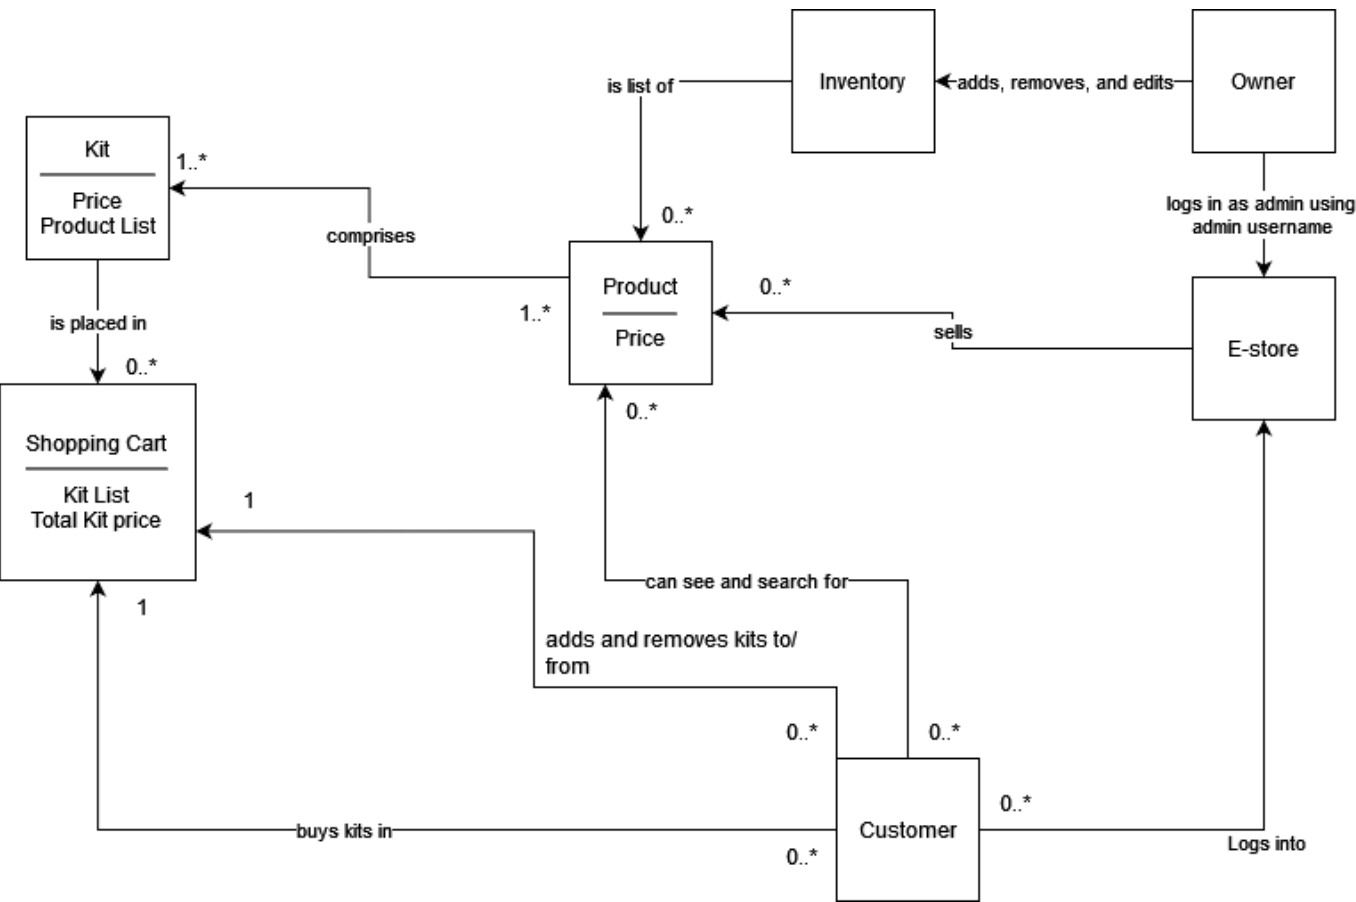 Inventory
adds, removes, and edits
Owner
is list of
Kit
Price
Product List
1..*
comprises
0..*
logs in as admin using
admin username
Product
Price
1..*
0..*
sells
E-store
is placed in
0..*
Shopping Cart
Kit List
Total Kit price
0..*
1
can see and search for
1
adds and removes kits to/
from
0..*
0..*
0..*
Customer
buys kits in
0..*
Logs into